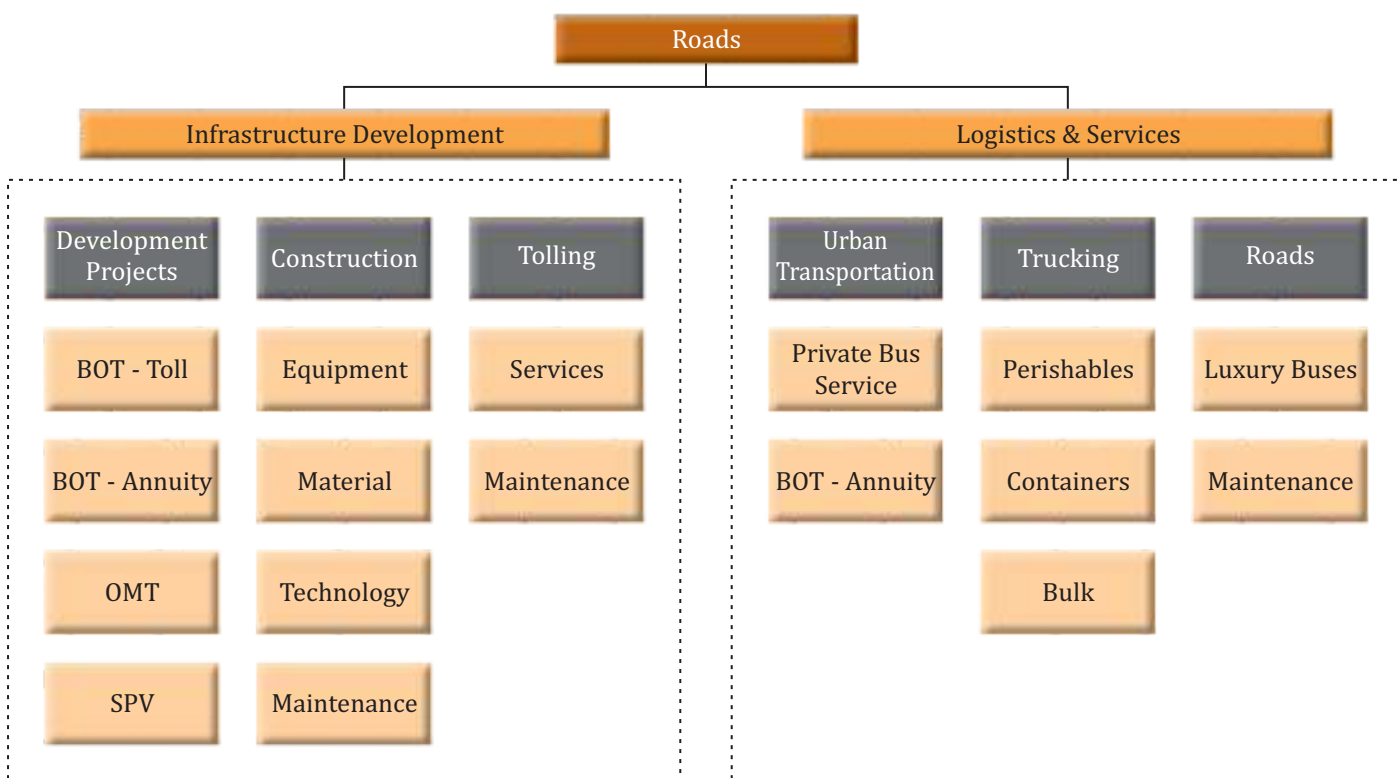 Roads
Infrastructure Development
Logistics & Services
Development
Projects
Construction
Tolling
Urban
Transportation
Trucking
Roads
BOT - Toll
Equipment
Services
Private Bus
Service
Perishables
Luxury Buses
BOT - Annuity
Material
Maintenance
BOT - Annuity
Containers
Maintenance
OMT
Technology
Bulk
SPV
Maintenance